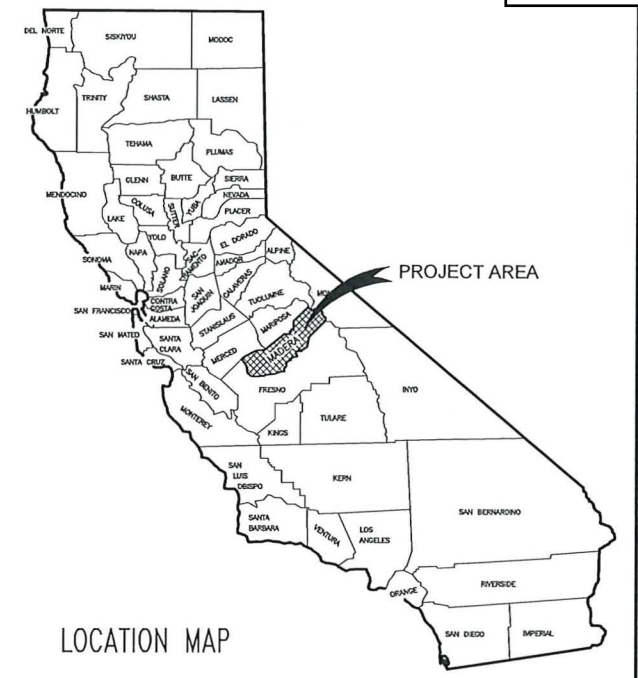 DEL NORTE
SISKIYOU
MODOC
HUMBOLT
TRINITY
SHASTA
LASSEN
TEHAMA
PLUMAS
MENDOCINO
GLENN
BUTTE
SIERRA
NEVADA
PLACER
LAKE
COLUSA
SUTTER
YUBA
YOLO
EL DORADO
ALPINE
SONOMA
NAPA
SOLANO
SAC-
RAMENTO
AMADOR
CALAVERAS
TUOLUMNE
PROJECT AREA
MARIN
SAN FRANCISCO
CONTRA
COSTA
ALAMEDA
SAN
JOAQUIN
STANISLAUS
MARIPOSA
SAN MATEO
SANTA
CLARA
SANTA CRUZ
MERCED
MADERA
SAN BENITO
FRESNO
INYO
MONTEREY
KINGS
TULARE
SAN
LUIS
OBISPO
KERN
SAN BERNARDINO
SANTA
BARBARA
VENTURA
LOS
ANGELES
ORANGE
RIVERSIDE
SAN DIEGO
IMPERIAL
LOCATION MAP